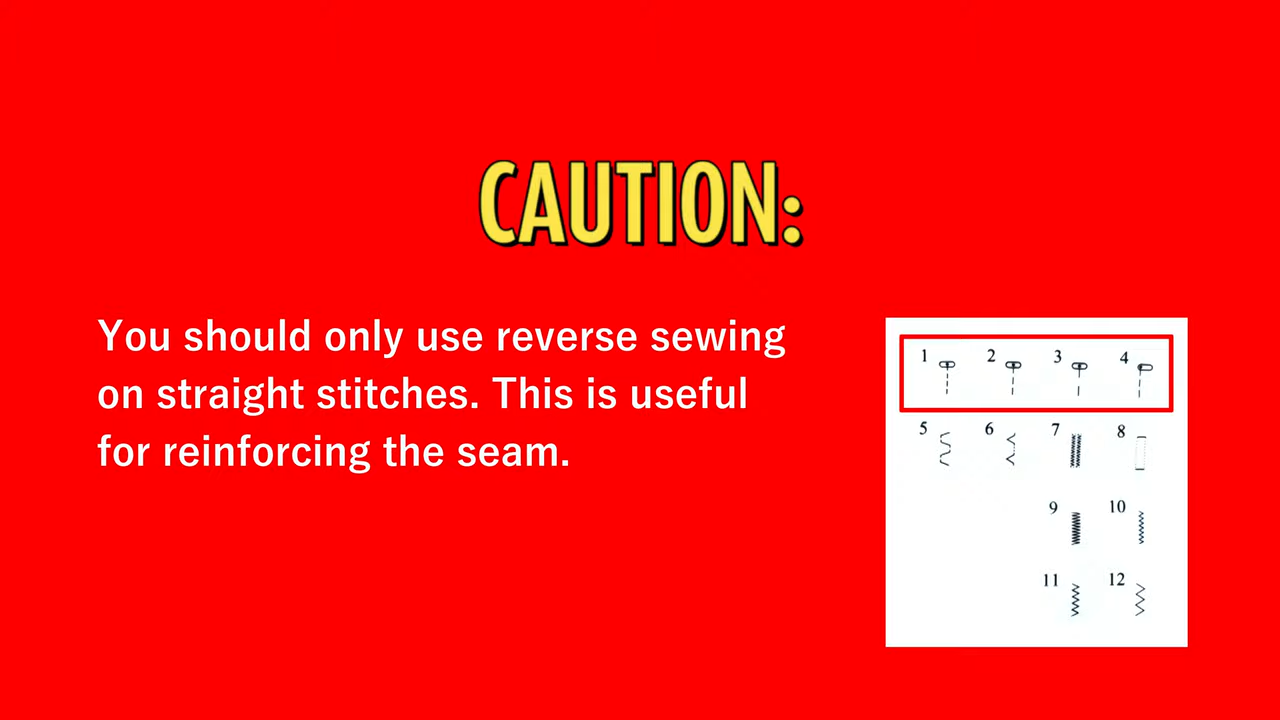 CAUTION:
You should only use reverse sewing
on straight stitches. This is useful
for reinforcing the seam.
1 2 3 4
5 6 7 8
9 10
11 12